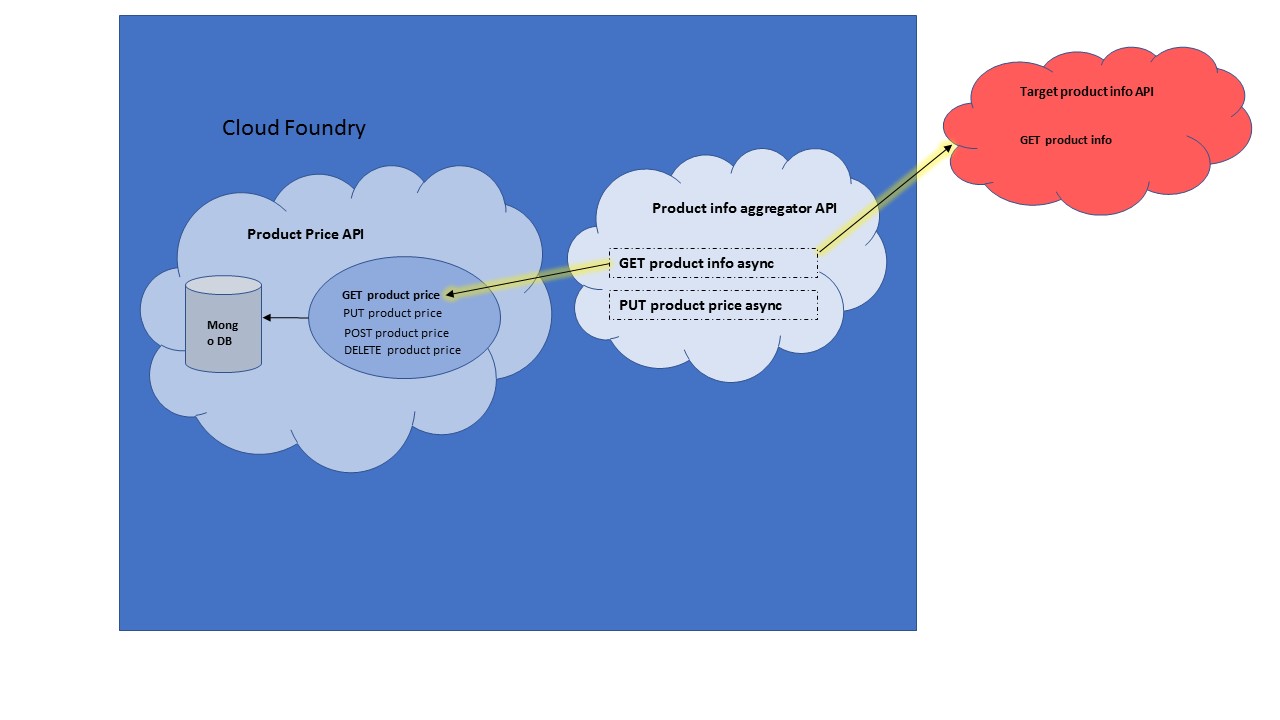 Cloud Foundry
Product Price API
Mong
o DB
GET product price
PUT product price
POST product price
DELETE product price
Product info aggregator API
GET product info async
PUT product price async
Target product info API
GET product info